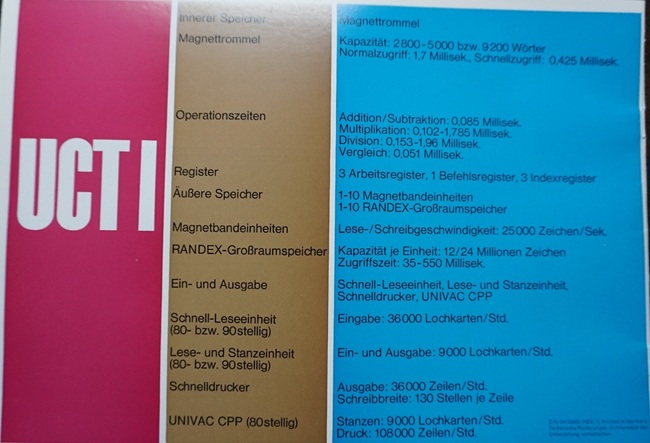 UCT I
Innerer Speicher
Magnettrommel
Magnettrommel
Kapazität: 2800-5000 bzw. 9200 Wörter
Normalzugriff: 1,7 Millisek., Schnellzugriff: 0,425 Millisek.
Operationszeiten
Addition/Subtraktion: 0,085 Millisek.
Multiplikation: 0,102-1,785 Millisek.
Division: 0,153-1,96 Millisek.
Vergleich: 0,051 Millisek.
Register
3 Arbeitsregister, 1 Befehlsregister, 3 Indexregister
Äußere Speicher
1-10 Magnetbandeinheiten
1-10 RANDEX-Großraumspeicher
Magnetbandeinheiten
Lese-/Schreibgeschwindigkeit: 25000 Zeichen/Sek.
RANDEX-Großraumspeicher
Kapazität je Einheit: 12/24 Millionen Zeichen
Zugriffszeit: 35-550 Millisek.
Ein- und Ausgabe
Schnell-Leseeinheit, Lese- und Stanzeinheit,
Schnelldrucker, UNIVAC CPP
Schnell-Leseeinheit
(80- bzw. 90stellig)
Eingabe: 36000 Lochkarten/Std.
Lese- und Stanzeinheit
(80- bzw. 90stellig)
Ein- und Ausgabe: 9000 Lochkarten/Std.
Schnelldrucker
Ausgabe: 36000 Zeilen/Std.
Schreibbreite: 130 Stellen je Zeile
UNIVAC CPP (80stellig)
Stanzen: 9000 Lochkarten/Std.
Druck: 108000 Zeilen/Std.